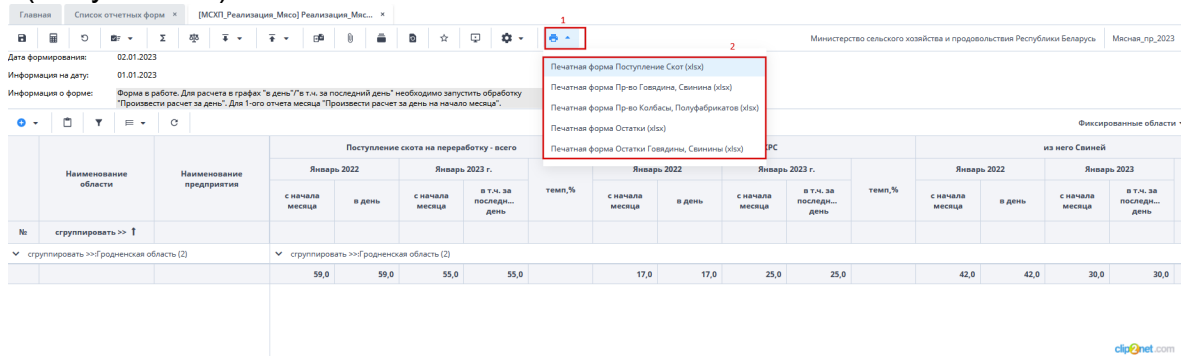 Главная Список отчетных форм × [МСХП_Реализация_Мясо] Реализация_Мяс... ×
1
Министерство сельского хозяйства и продовольствия Республики Беларусь Мясная_пр_2023
2
Дата формирования: 02.01.2023
Информация на дату: 01.01.2023
Информация о форме: Форма в работе. Для расчета в графах "в день"/"в т.ч. за последний день" необходимо запустить обработку
"Произвести расчет за день". Для 1-ого отчета месяца "Произвести расчет за день на начало месяца".
Печатная форма Поступление Скот (xlsx)
Печатная форма Пр-во Говядина, Свинина (xlsx)
Печатная форма Пр-во Колбасы, Полуфабрикатов (xlsx)
Печатная форма Остатки (xlsx)
Печатная форма Остатки Говядины, Свинины (xlsx)
Фиксированные области
Поступление скота на переработку - всего КРС из него Свиней
Наименование
области
Наименование
предприятия
Январь 2022 Январь 2023 г. темп,% Январь 2022 Январь 2023 г. темп,% Январь 2022 Январь 2023
с начала
месяца
в день
с начала
месяца
в т.ч. за
последн...
день
с начала
месяца
в день
с начала
месяца
в т.ч. за
последн...
день
с начала
месяца
в день
с начала
месяца
в т.ч. за
последн...
день
№ сгруппировать >> ↑
сгруппировать >>:Гродненская область (2) сгруппировать >>:Гродненская область (2)
59,0 59,0 55,0 55,0 17,0 17,0 25,0 25,0 42,0 42,0 30,0 30,0
clip2net.com